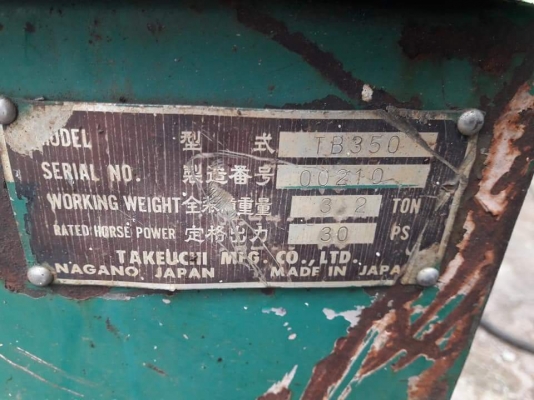 MODEL 型式 TB350
SERIAL NO. 製造番号 00210
WORKING WEIGHT 全装重量 3.2 TON
RATED HORSE POWER 定格出力 30 PS
TAKEUCHI MFG. CO., LTD.
NAGANO, JAPAN MADE IN JAPAN